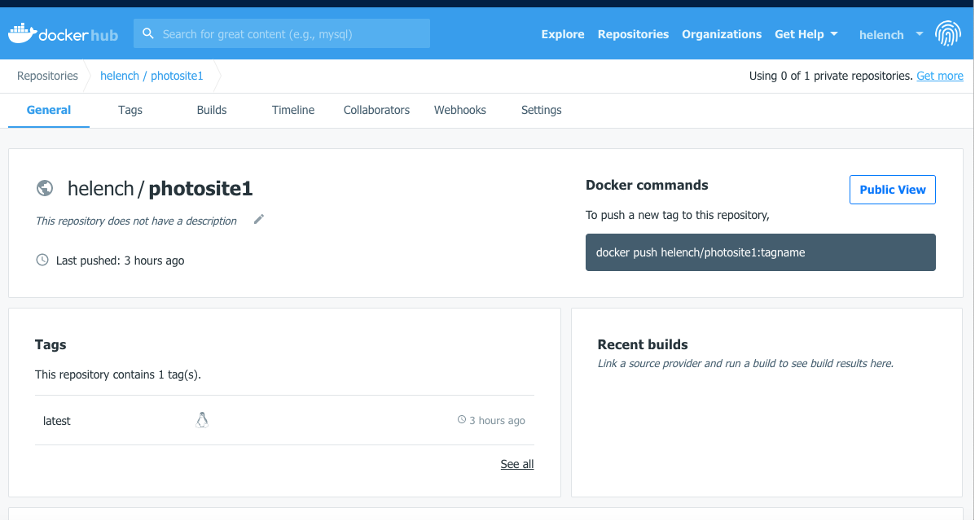 docker hub
Search for great content (e.g., mysql)
Explore Repositories Organizations Get Help helench
Repositories helench / photosite1
Using 0 of 1 private repositories. Get more
General Tags Builds Timeline Collaborators Webhooks Settings
helench / photosite1
This repository does not have a description
Last pushed: 3 hours ago
Docker commands
Public View
To push a new tag to this repository,
docker push helench/photosite1:tagname
Tags
This repository contains 1 tag(s).
latest 3 hours ago
See all
Recent builds
Link a source provider and run a build to see build results here.